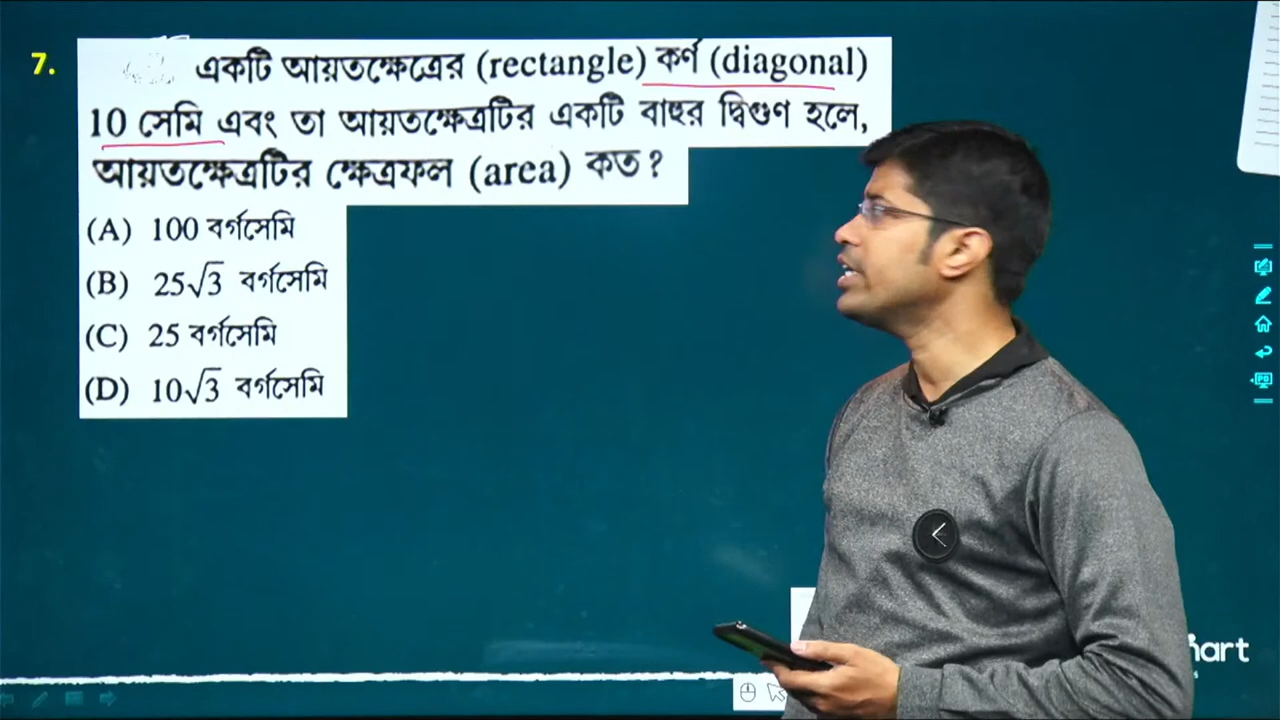 7.
একটি আয়তক্ষেত্রের (rectangle) কর্ণ (diagonal)
10 সেমি এবং তা আয়তক্ষেত্রটির একটি বাহুর দ্বিগুণ হলে,
আয়তক্ষেত্রটির ক্ষেত্রফল (area) কত?
(A) 100 বর্গসেমি
(B) 25√3 বর্গসেমি
(C) 25 বর্গসেমি
(D) 10√3 বর্গসেমি